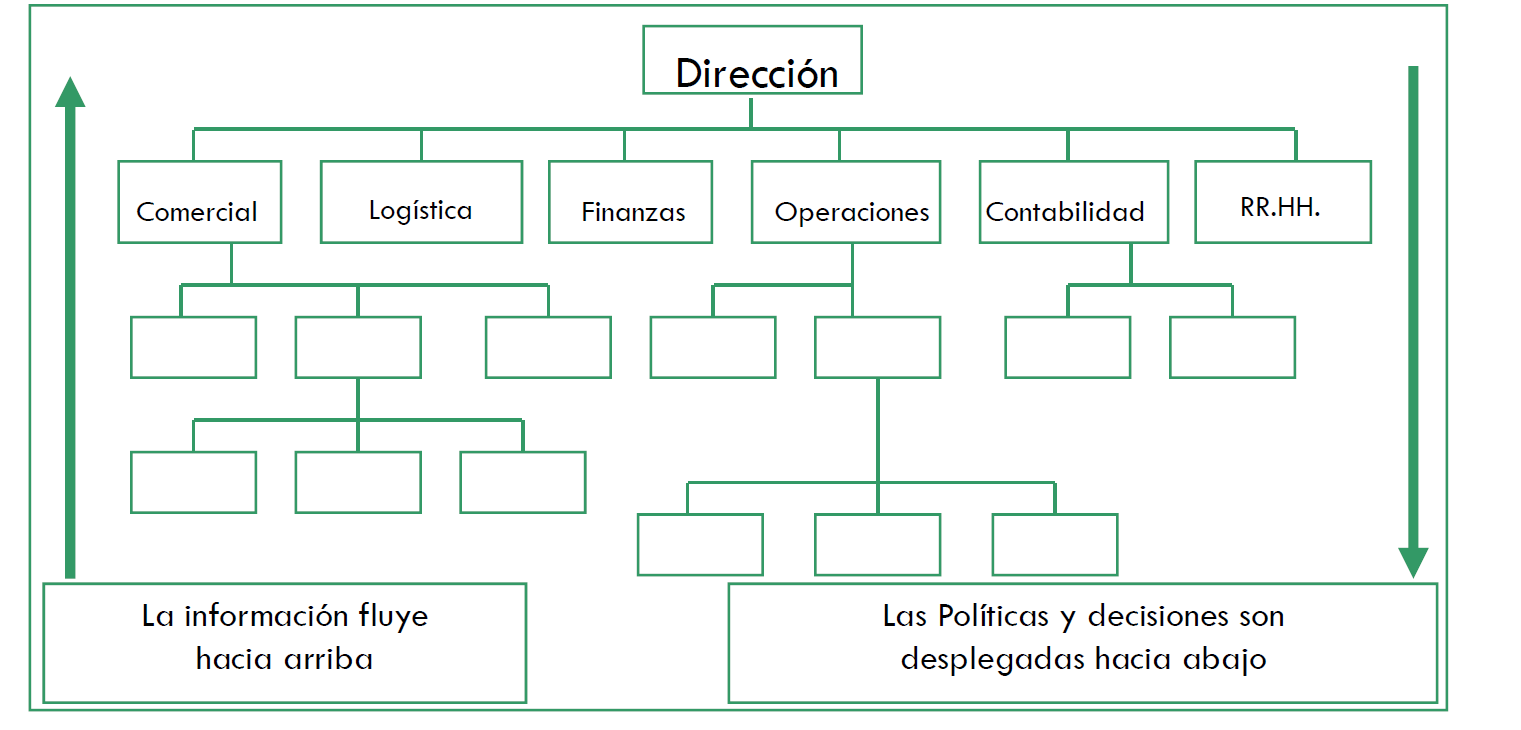 Dirección
Comercial
Logística
Finanzas
Operaciones
Contabilidad
RR.HH.
La información fluye
hacia arriba
Las Políticas y decisiones son
desplegadas hacia abajo